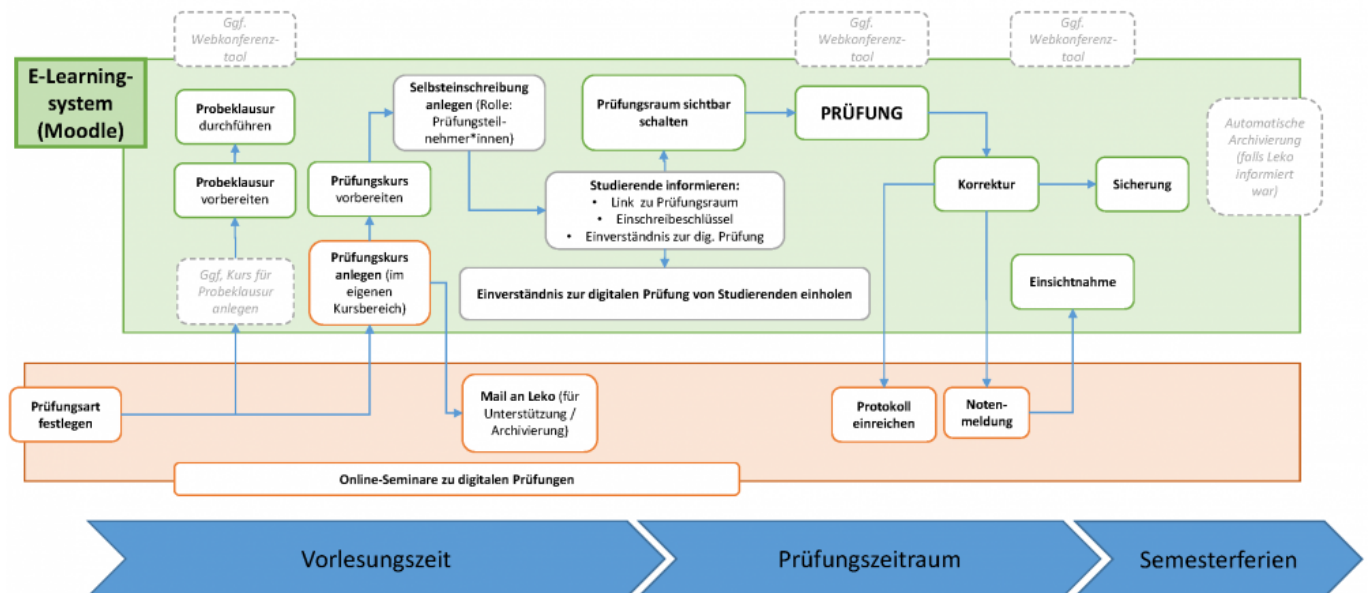 Ggf.
Webkonferenz-
tool
Ggf.
Webkonferenz-
tool
Ggf.
Webkonferenz-
tool
E-Learning-
system
(Moodle)
Probeklausur
durchführen
Probeklausur
vorbereiten
Ggf, Kurs für
Probeklausur
anlegen
Selbsteinschreibung
anlegen (Rolle:
Prüfungsteil-
nehmer*innen)
Prüfungskurs
vorbereiten
Prüfungskurs
anlegen (im
eigenen
Kursbereich)
Prüfungsraum sichtbar
schalten
Studierende informieren:
• Link zu Prüfungsraum
• Einschreibeschlüssel
• Einverständnis zur dig. Prüfung
Einverständnis zur digitalen Prüfung von Studierenden einholen
PRÜFUNG
Korrektur
Sicherung
Einsichtnahme
Automatische
Archivierung
(falls Leko
informiert
war)
Prüfungsart
festlegen
Mail an Leko (für
Unterstützung /
Archivierung)
Protokoll
einreichen
Noten-
meldung
Online-Seminare zu digitalen Prüfungen
Vorlesungszeit
Prüfungszeitraum
Semesterferien